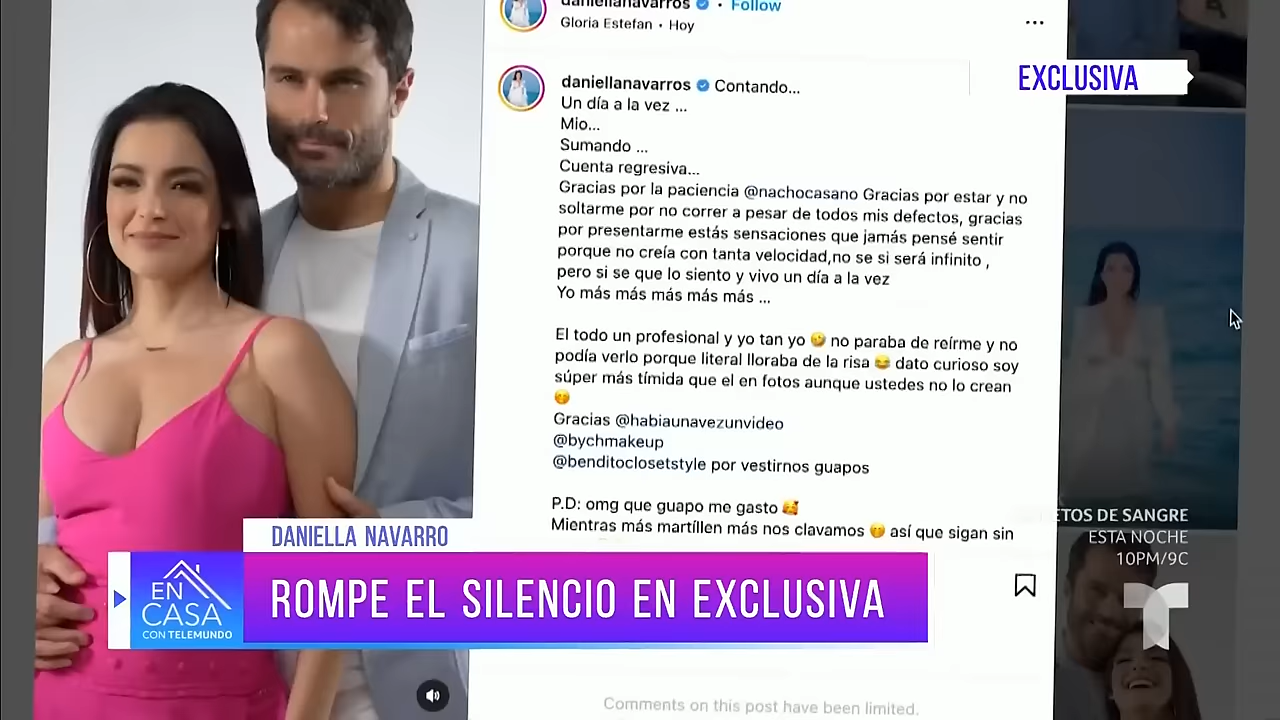 daniellanavarros • Follow
Gloria Estefan • Hoy
daniellanavarros Contando...
Un día a la vez ...
Mio...
Sumando ...
Cuenta regresiva...
Gracias por la paciencia @nachocasano Gracias por estar y no
soltarme por no correr a pesar de todos mis defectos, gracias
por presentarme estás sensaciones que jamás pensé sentir
porque no creía con tanta velocidad,no se si será infinito ,
pero si se que lo siento y vivo un día a la vez
Yo más más más más más ...
El todo un profesional y yo tan yo 🤣 no paraba de reírme y no
podía verlo porque literal lloraba de la risa 😂 dato curioso soy
súper más tímida que el en fotos aunque ustedes no lo crean
🤭
Gracias @habiaunavezunvideo
@bychmakeup
@benditoclosetstyle por vestirnos guapos
P.D: omg que guapo me gasto 🥰
Mientras más martíllen más nos clavamos 🤭 así que sigan sin
Comments on this post have been limited.
EXCLUSIVA
ETOS DE SANGRE
ESTA NOCHE
10PM/9C
DANIELLA NAVARRO
ROMPE EL SILENCIO EN EXCLUSIVA
EN
CASA
CON TELEMUNDO